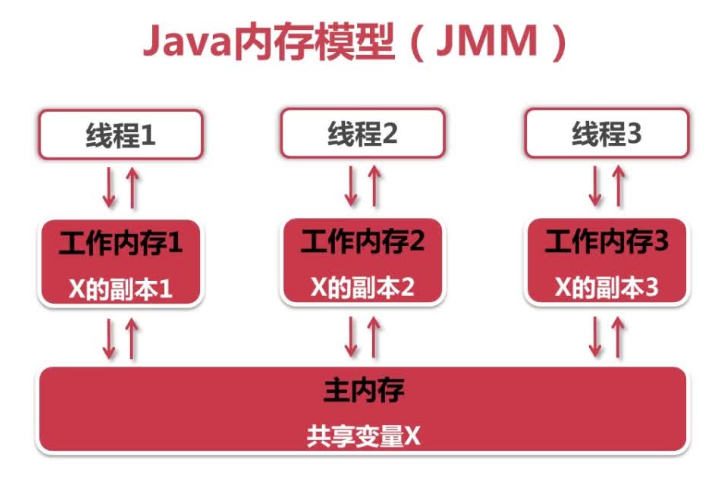 Java内存模型（JMM）
线程1
线程2
线程3
工作内存1
X的副本1
工作内存2
X的副本2
工作内存3
X的副本3
主内存
共享变量X